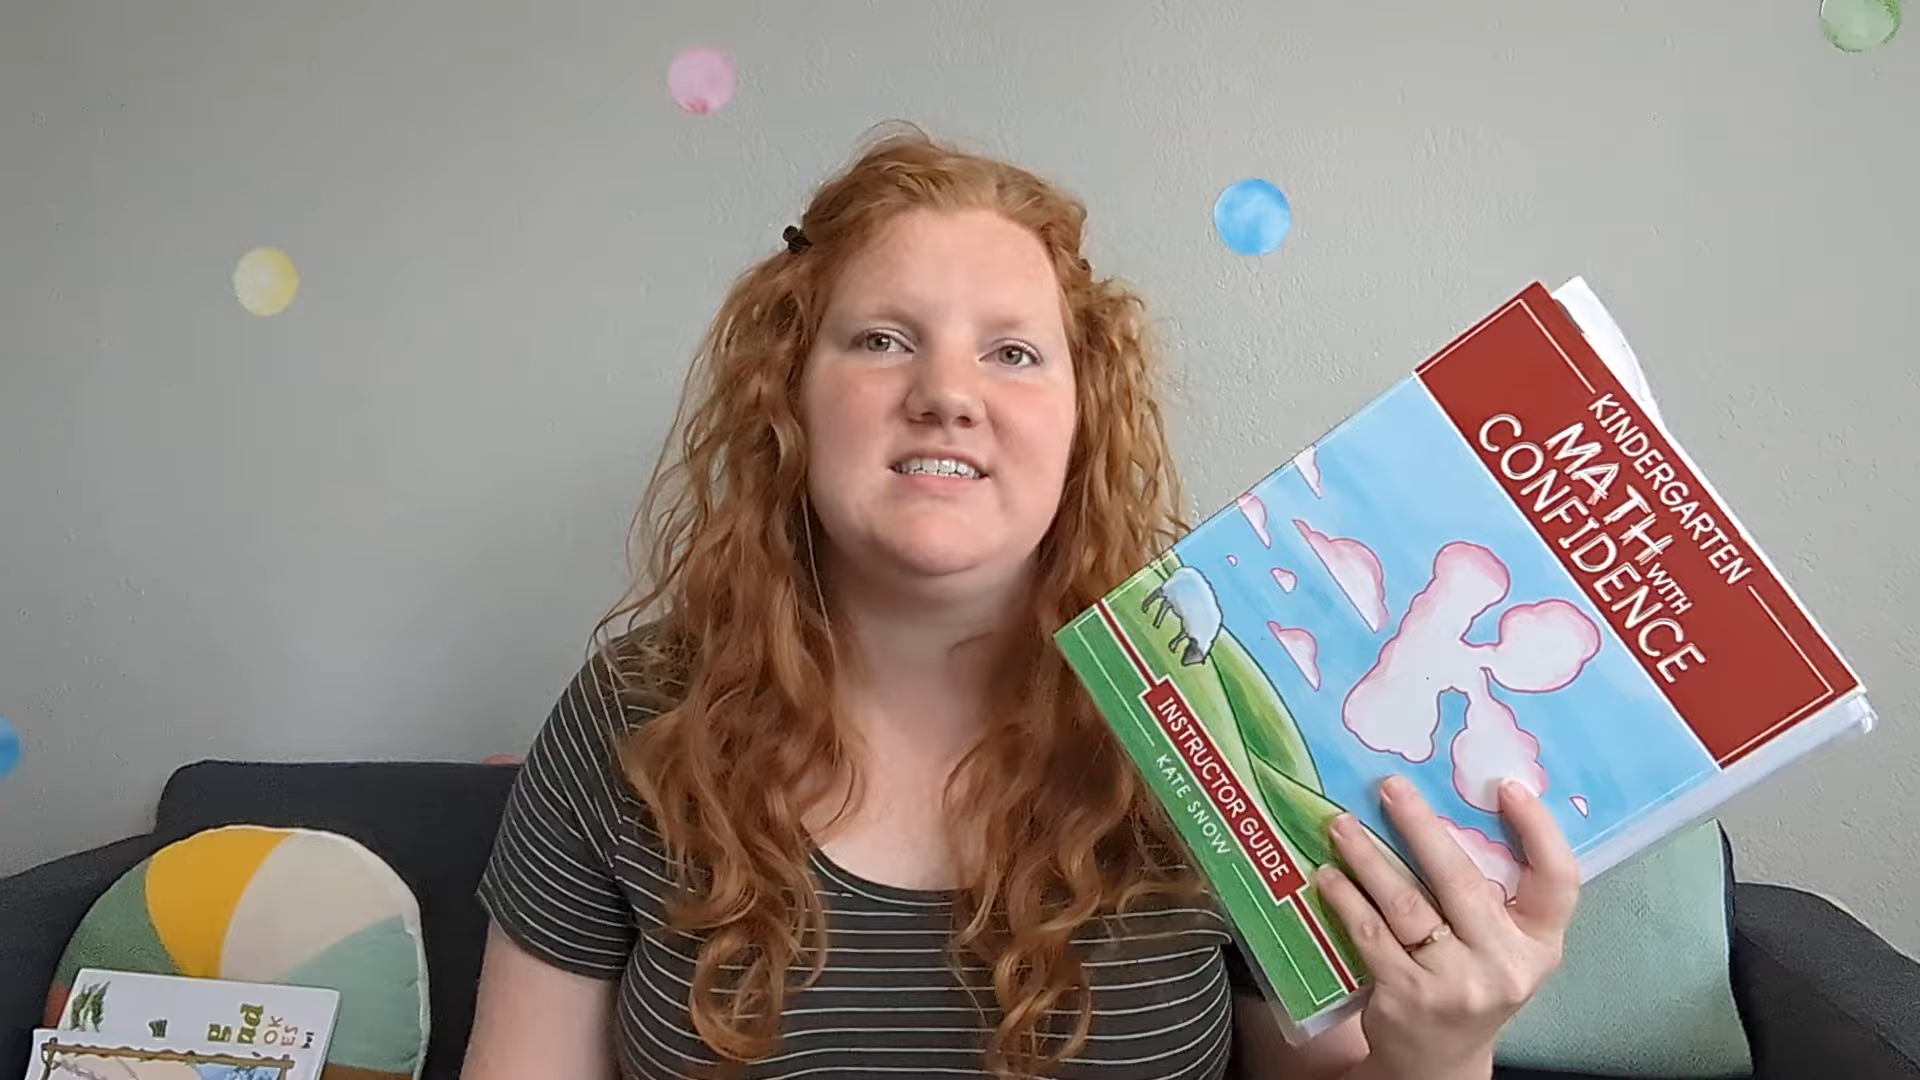 KINDERGARTEN
MATH WITH
CONFIDENCE
INSTRUCTOR GUIDE
KATE SNOW